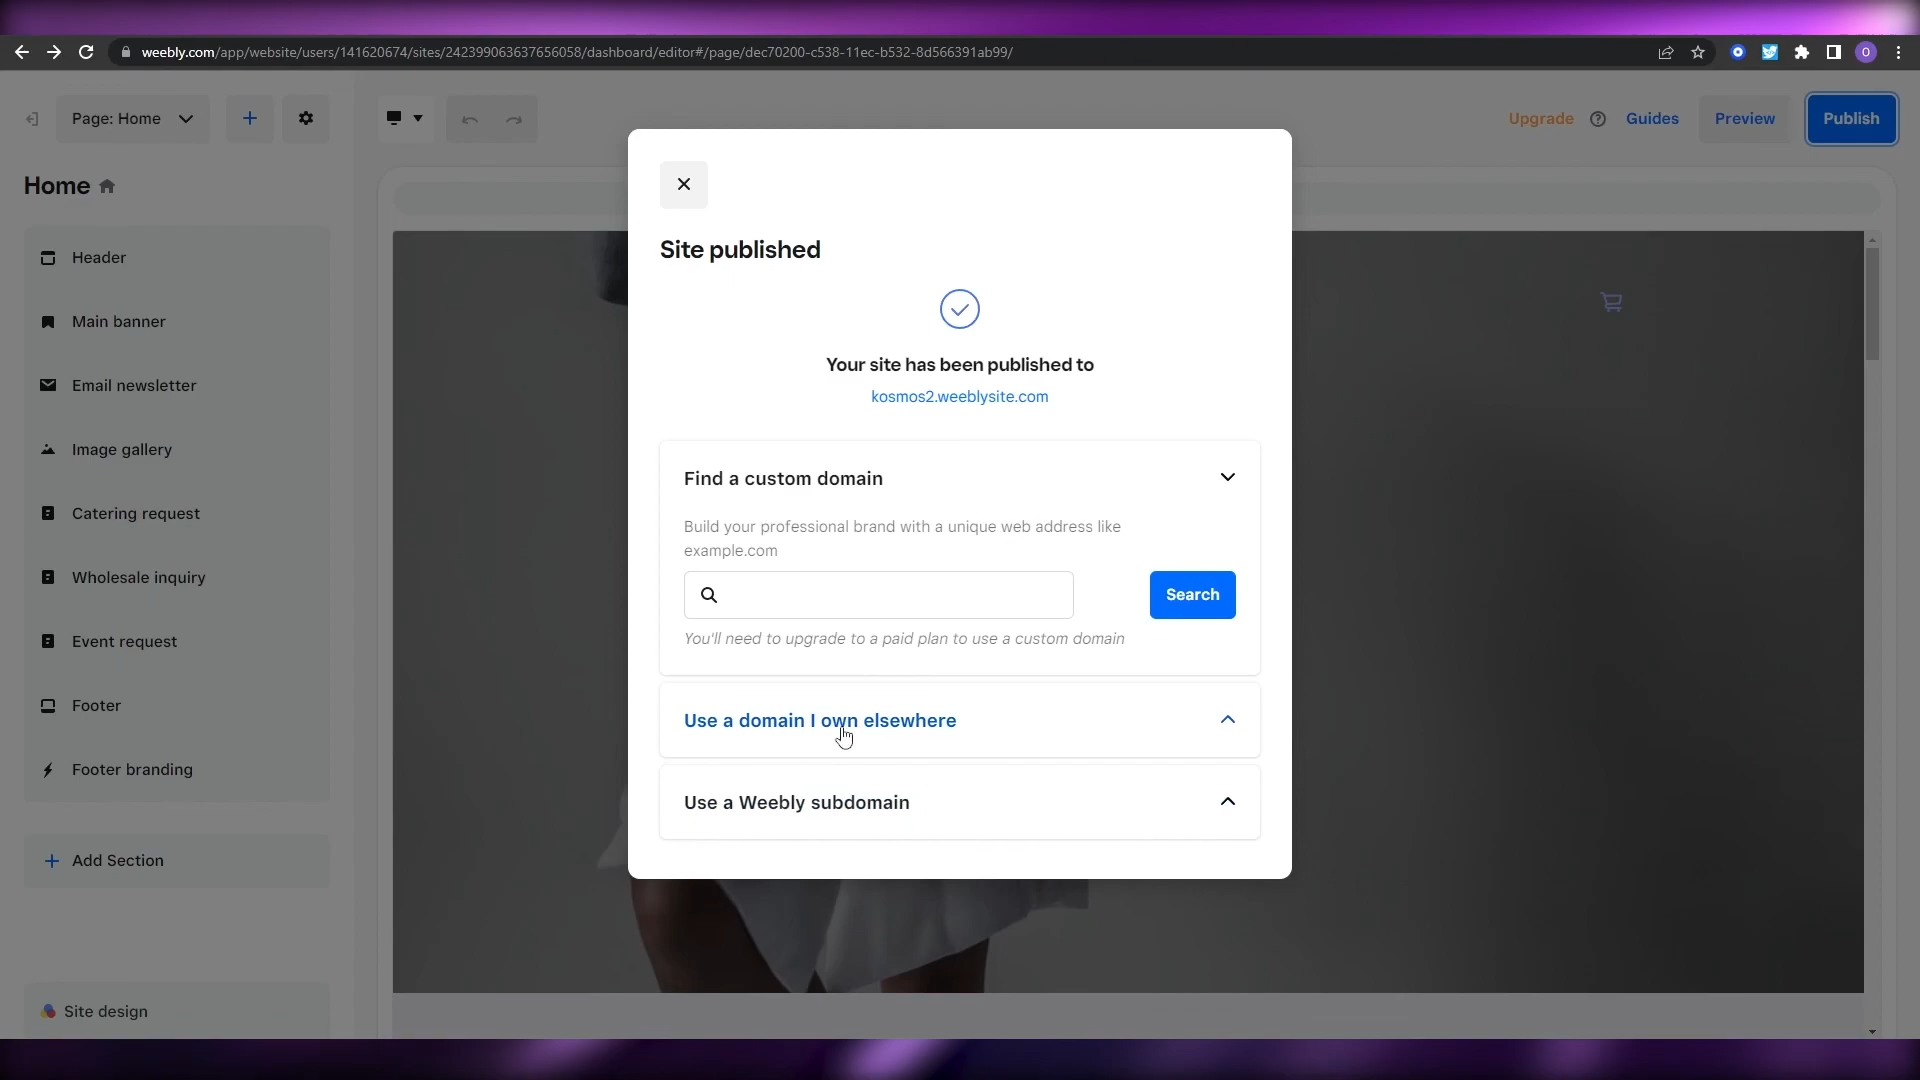 weebly.com/app/website/users/141620674/sites/242399063637656058/dashboard/editor#/page/dec70200-c538-11ec-b532-8d566391ab99/
O
Page: Home
Upgrade
Guides
Preview
Publish
Home
Header
Main banner
Email newsletter
Image gallery
Catering request
Wholesale inquiry
Event request
Footer
Footer branding
Add Section
Site design
Site published
Your site has been published to
kosmos2.weeblysite.com
Find a custom domain
Build your professional brand with a unique web address like
example.com
Search
You'll need to upgrade to a paid plan to use a custom domain
Use a domain I own elsewhere
Use a Weebly subdomain